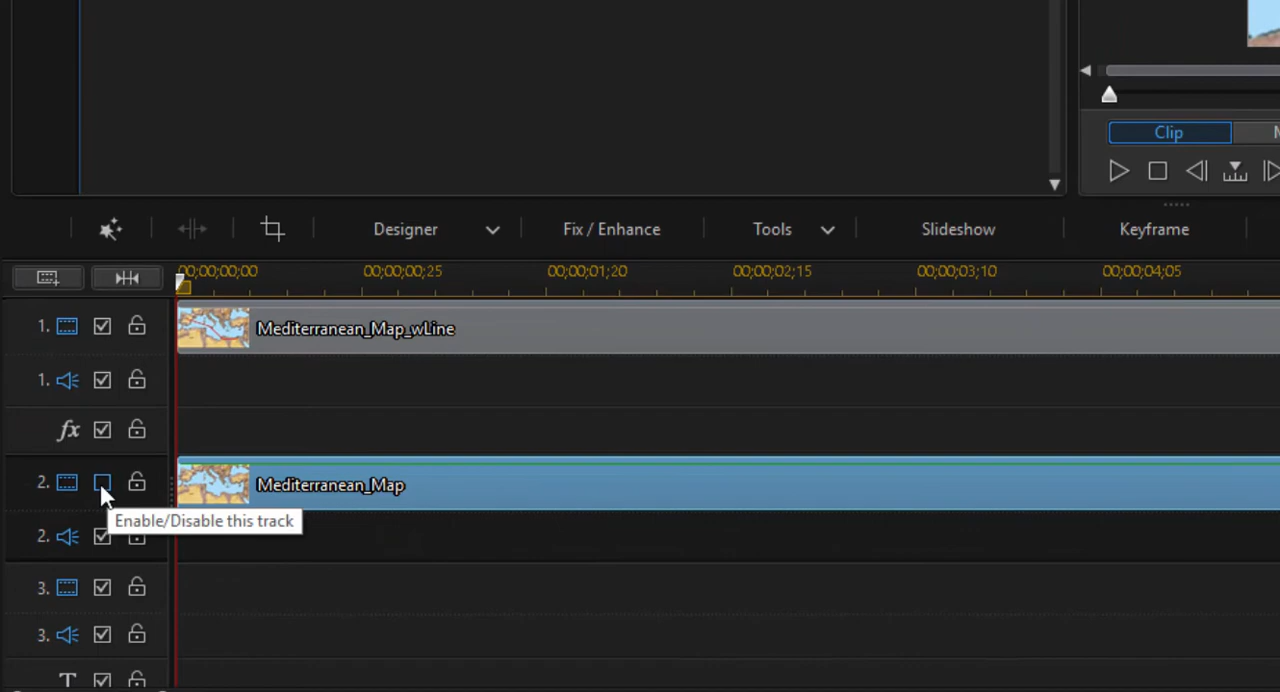 Clip
Designer Fix / Enhance Tools Slideshow Keyframe
00;00;00;00 00;00;00;25 00;00;01;20 00;00;02;15 00;00;03;10 00;00;04;05
1. Mediterranean_Map_wLine
1.
fx
2. Mediterranean_Map
Enable/Disable this track
2.
3.
3.
T